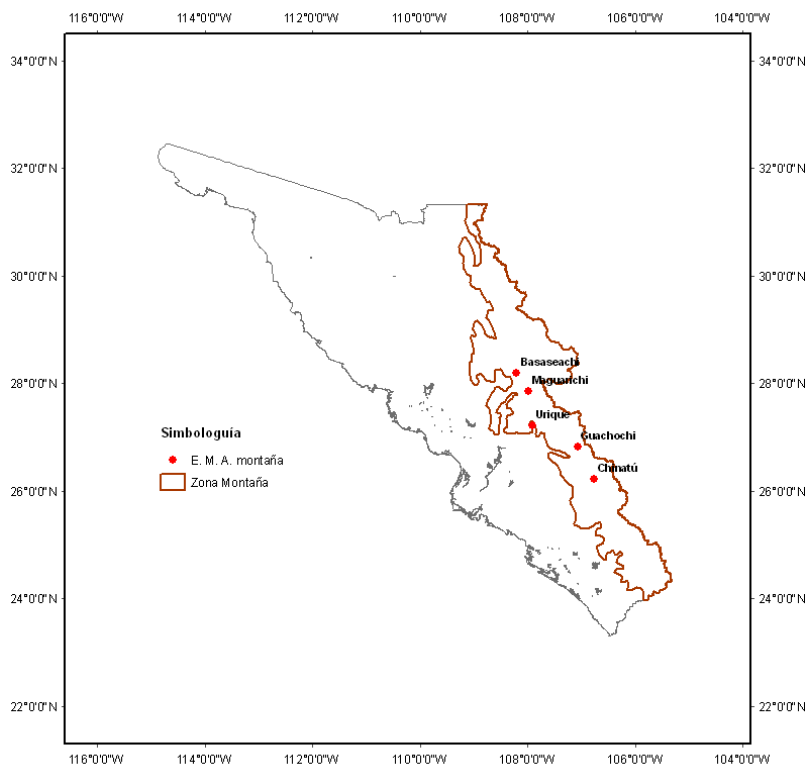 116°0'0"W 114°0'0"W 112°0'0"W 110°0'0"W 108°0'0"W 106°0'0"W 104°0'0"W
34°0'0"N 34°0'0"N
32°0'0"N 32°0'0"N
30°0'0"N 30°0'0"N
Basaseachi
28°0'0"N Maguarichi 28°0'0"N
Urique
Simbologuía Guachochi
E. M. A. montaña Chinatú
Zona Montaña
26°0'0"N 26°0'0"N
24°0'0"N 24°0'0"N
22°0'0"N 22°0'0"N
116°0'0"W 114°0'0"W 112°0'0"W 110°0'0"W 108°0'0"W 106°0'0"W 104°0'0"W